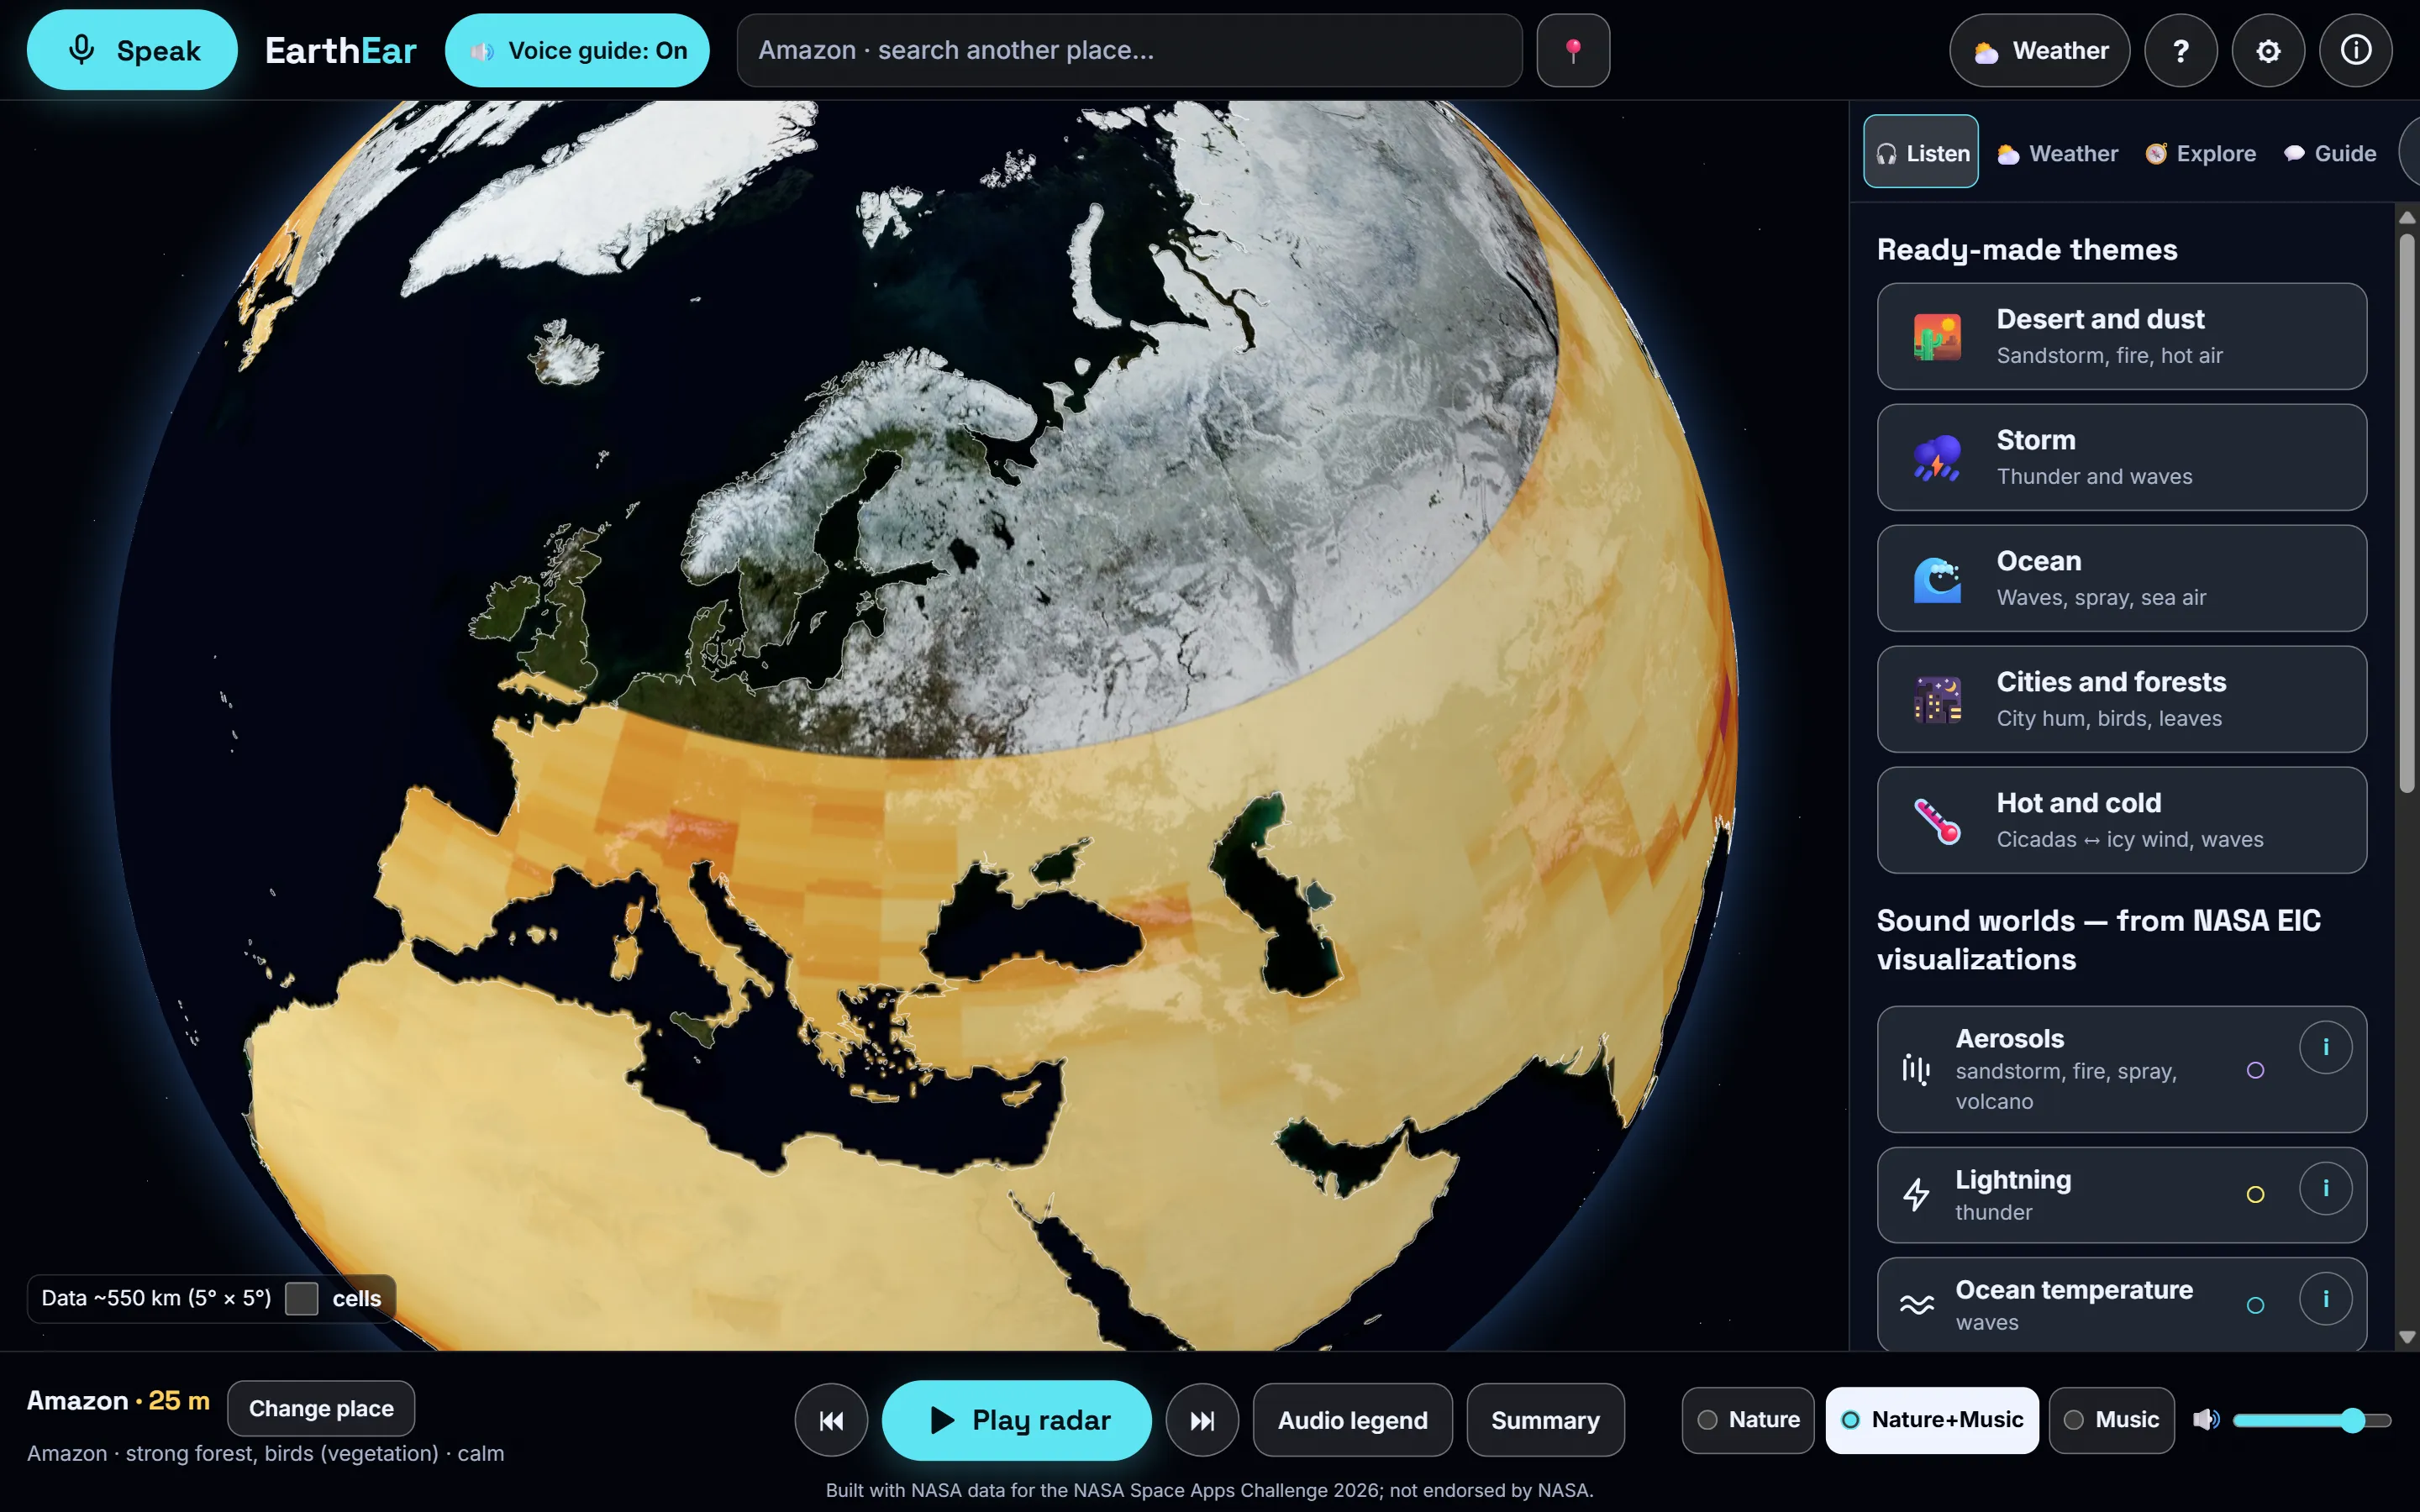 Speak
EarthEar
Voice guide: On
Amazon · search another place...
Weather
?
Listen
Weather
Explore
Guide
Ready-made themes
Desert and dust
Sandstorm, fire, hot air
Storm
Thunder and waves
Ocean
Waves, spray, sea air
Cities and forests
City hum, birds, leaves
Hot and cold
Cicadas ↔ icy wind, waves
Sound worlds — from NASA EIC
visualizations
Aerosols
sandstorm, fire, spray,
volcano
i
Lightning
thunder
i
Ocean temperature
waves
i
Data ~550 km (5° × 5°)
cells
Amazon · 25 m
Change place
Amazon · strong forest, birds (vegetation) · calm
Play radar
Audio legend
Summary
Nature
Nature+Music
Music
Built with NASA data for the NASA Space Apps Challenge 2026; not endorsed by NASA.